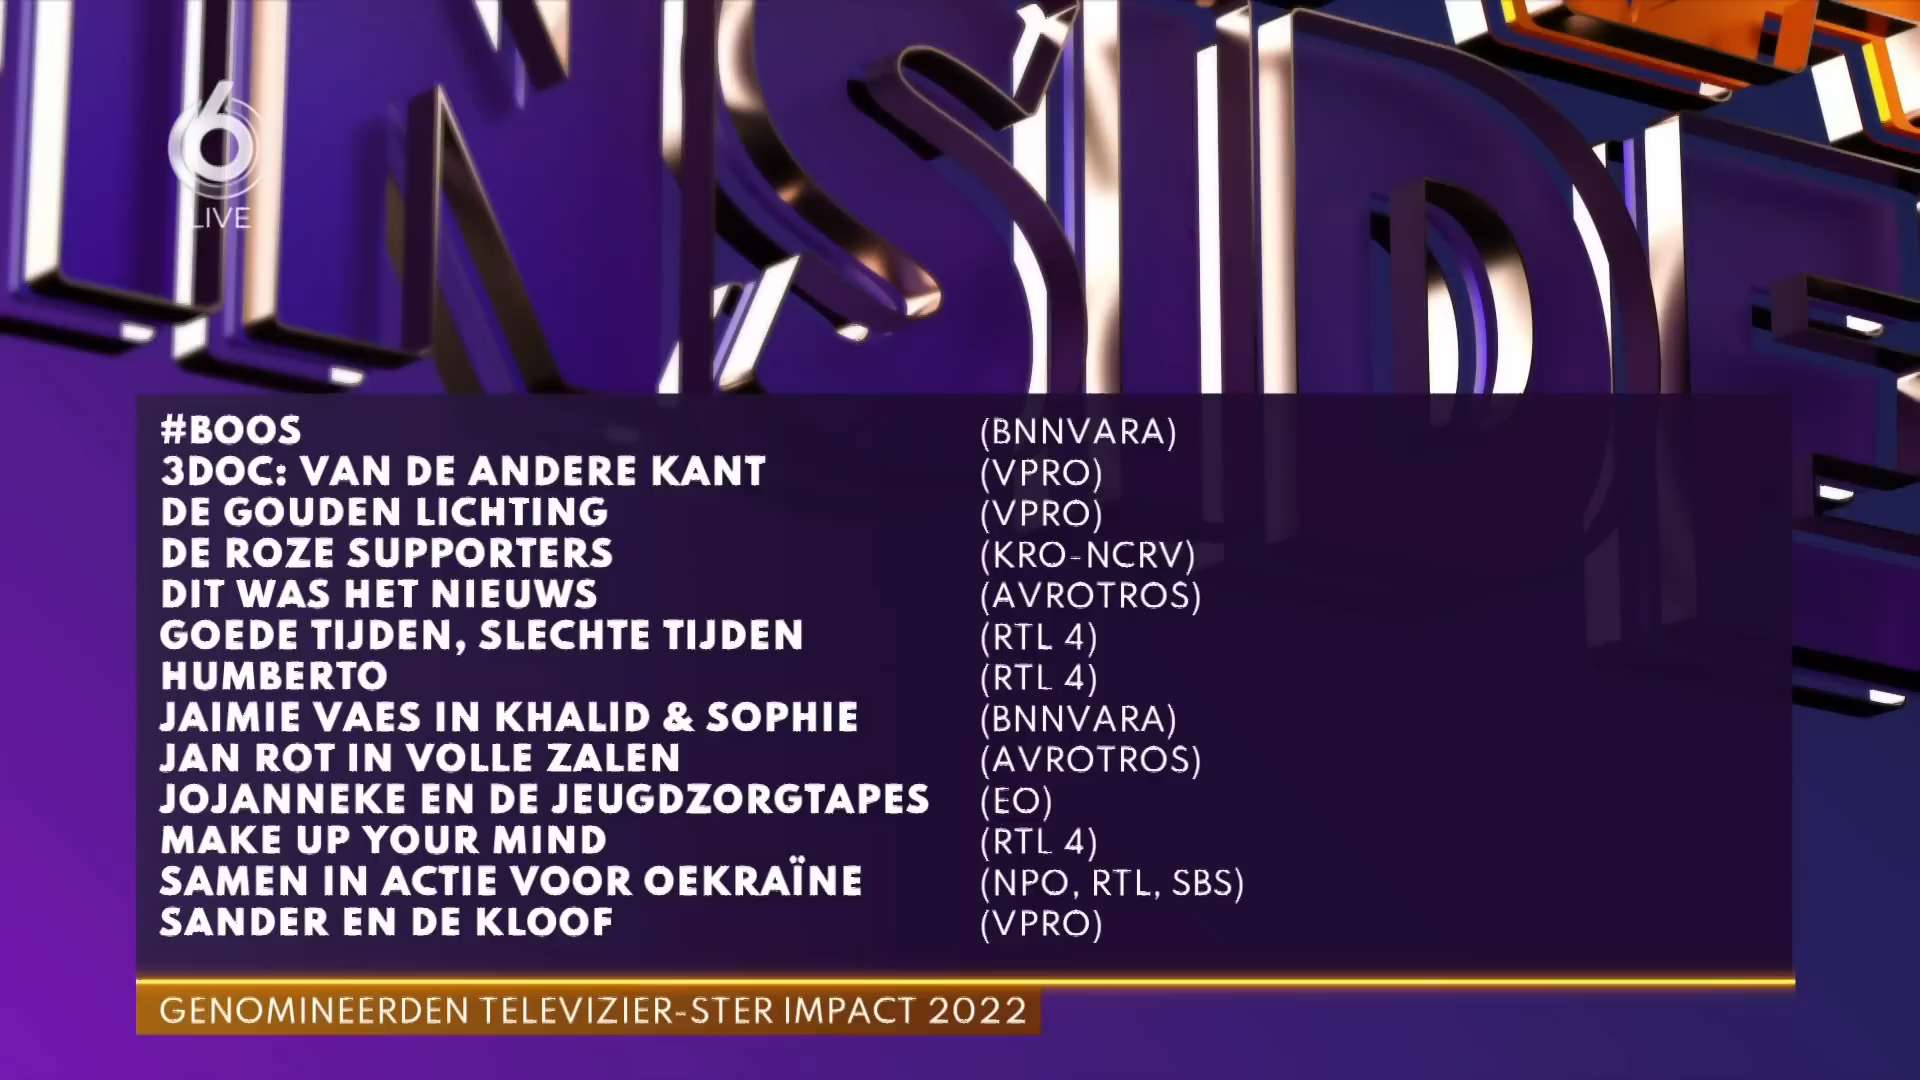 INSIDE
6
LIVE
#BOOS (BNNVARA)
3DOC: VAN DE ANDERE KANT (VPRO)
DE GOUDEN LICHTING (VPRO)
DE ROZE SUPPORTERS (KRO-NCRV)
DIT WAS HET NIEUWS (AVROTROS)
GOEDE TIJDEN, SLECHTE TIJDEN (RTL 4)
HUMBERTO (RTL 4)
JAIMIE VAES IN KHALID & SOPHIE (BNNVARA)
JAN ROT IN VOLLE ZALEN (AVROTROS)
JOJANNEKE EN DE JEUGDZORGTAPES (EO)
MAKE UP YOUR MIND (RTL 4)
SAMEN IN ACTIE VOOR OEKRAÏNE (NPO, RTL, SBS)
SANDER EN DE KLOOF (VPRO)
GENOMINEERDEN TELEVIZIER-STER IMPACT 2022